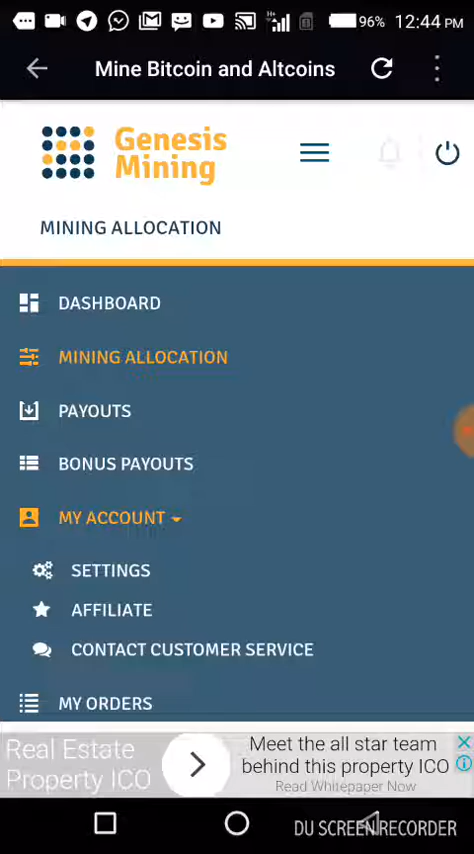 96% 12:44 PM
Mine Bitcoin and Altcoins
Genesis
Mining
MINING ALLOCATION
DASHBOARD
MINING ALLOCATION
PAYOUTS
BONUS PAYOUTS
MY ACCOUNT
SETTINGS
AFFILIATE
CONTACT CUSTOMER SERVICE
MY ORDERS
Real Estate
Property ICO
Meet the all star team
behind this property ICO
Read Whitepaper Now
DU SCREEN RECORDER